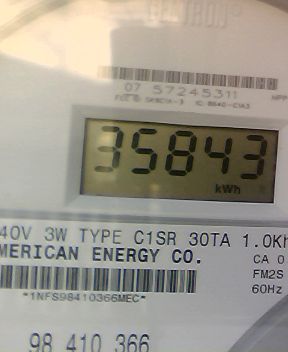 CENTRON®
07 57245311
35843
kWh
40V 3W TYPE C1SR 30TA 1.0Kh
MERICAN ENERGY CO.
CA 0
FM2S
60Hz
*1NFS98410366MEC*
98 410 366